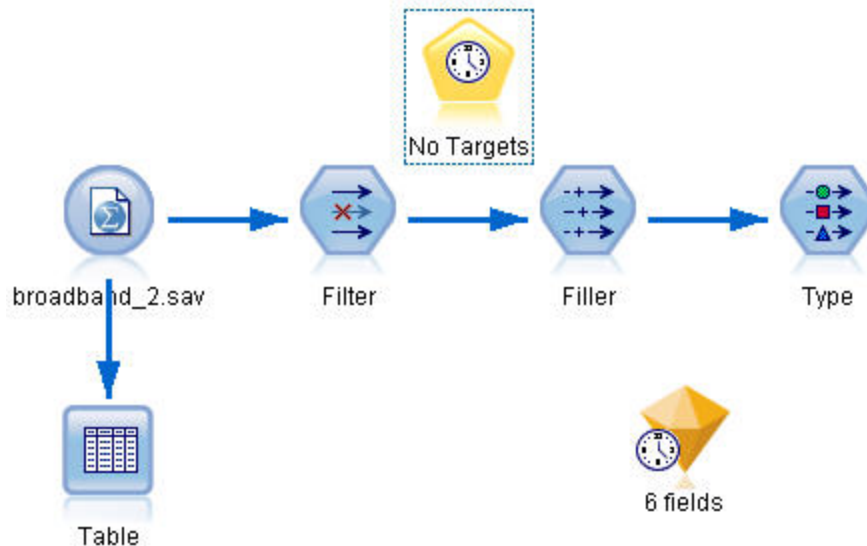 No Targets
broadband_2.sav
Filter
Filler
Type
6 fields
Table